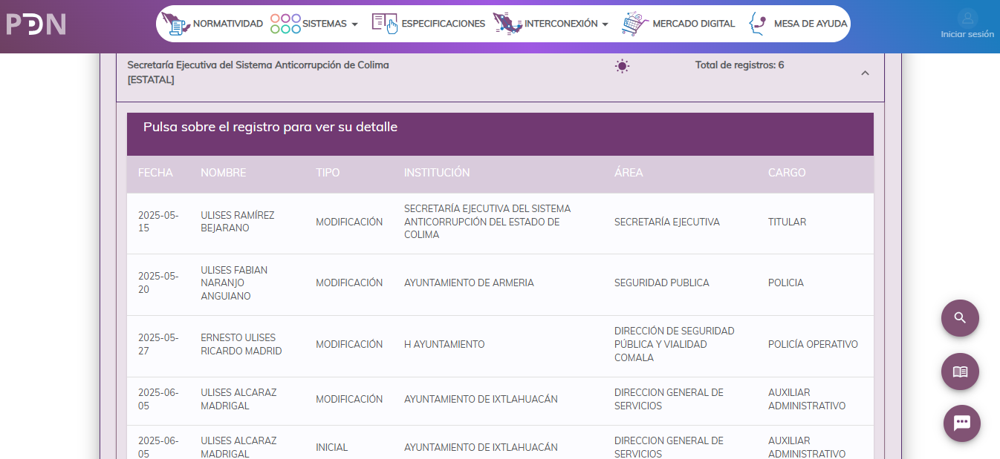 PDN
NORMATIVIDAD
SISTEMAS
ESPECIFICACIONES
INTERCONEXIÓN
MERCADO DIGITAL
MESA DE AYUDA
Iniciar sesión
Secretaría Ejecutiva del Sistema Anticorrupción de Colima
[ESTATAL]
Total de registros: 6
Pulsa sobre el registro para ver su detalle
FECHA NOMBRE TIPO INSTITUCIÓN ÁREA CARGO
2025-05-
15
ULISES RAMÍREZ
BEJARANO
MODIFICACIÓN
SECRETARÍA EJECUTIVA DEL SISTEMA
ANTICORRUPCIÓN DEL ESTADO DE
COLIMA
SECRETARÍA EJECUTIVA
TITULAR
2025-05-
20
ULISES FABIAN
NARANJO
ANGUIANO
MODIFICACIÓN
AYUNTAMIENTO DE ARMERIA
SEGURIDAD PUBLICA
POLICIA
2025-05-
27
ERNESTO ULISES
RICARDO MADRID
MODIFICACIÓN
H AYUNTAMIENTO
DIRECCIÓN DE SEGURIDAD
PÚBLICA Y VIALIDAD
COMALA
POLICÍA OPERATIVO
2025-06-
05
ULISES ALCARAZ
MADRIGAL
MODIFICACIÓN
AYUNTAMIENTO DE IXTLAHUACÁN
DIRECCION GENERAL DE
SERVICIOS
AUXILIAR
ADMINISTRATIVO
2025-06-
05
ULISES ALCARAZ
MADRIGAL
INICIAL
AYUNTAMIENTO DE IXTLAHUACÁN
DIRECCION GENERAL DE
SERVICIOS
AUXILIAR
ADMINISTRATIVO